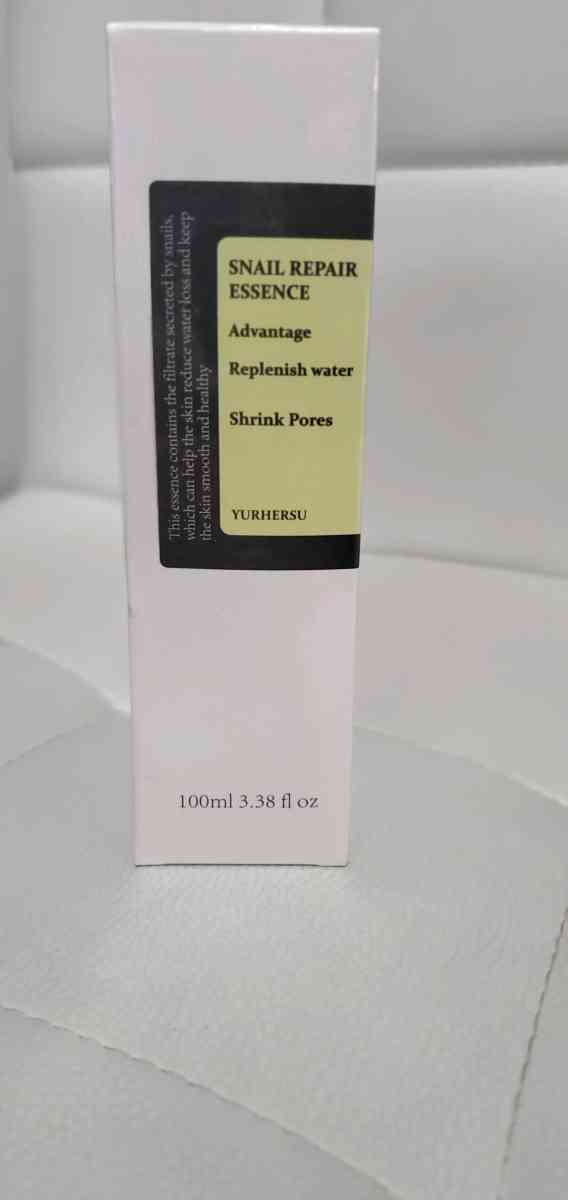 This essence contains the filtrate secreted by snails,
which can help the skin reduce water loss and keep
the skin smooth and healthy
SNAIL REPAIR
ESSENCE
Advantage
Replenish water
Shrink Pores
YURHERSU
100ml 3.38 fl oz